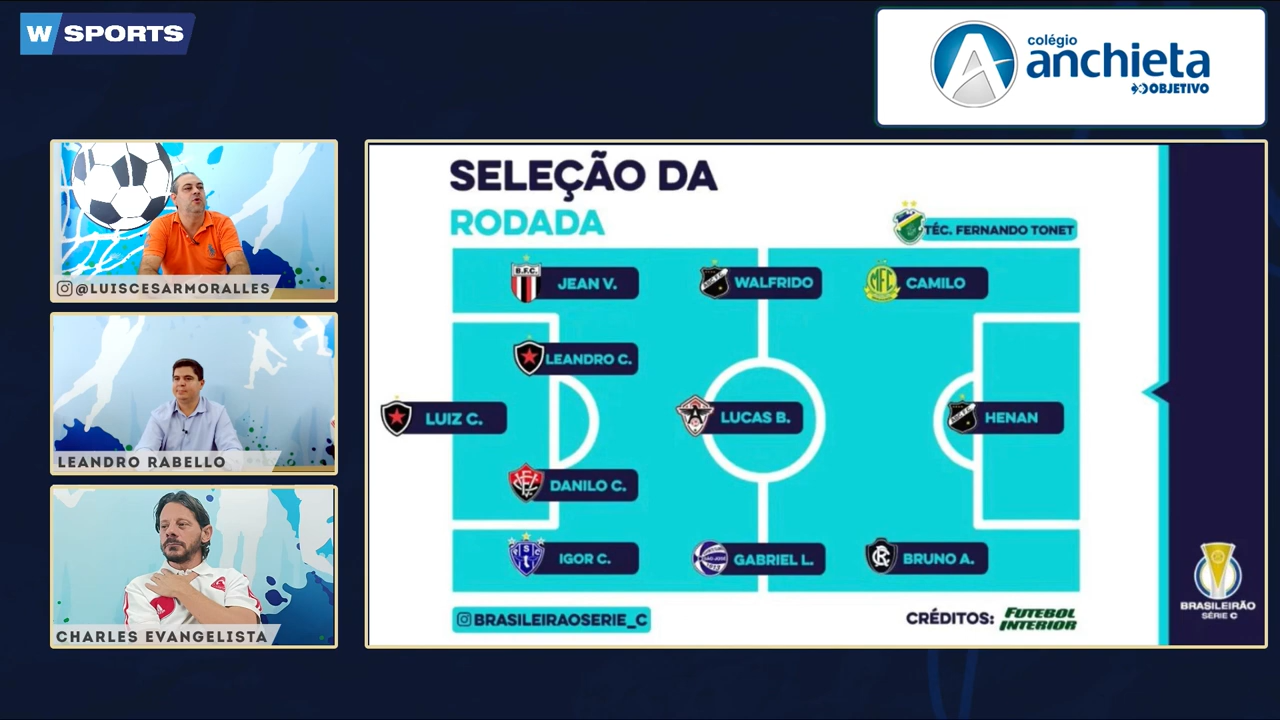 W SPORTS
colégio
anchieta
OBJETIVO
@LUISCESARMORALLES
LEANDRO RABELLO
CHARLES EVANGELISTA
SELEÇÃO DA
RODADA
TÉC. FERNANDO TONET
B.F.C.
JEAN V.
WALFRIDO
MFC
CAMILO
LEANDRO C.
LUIZ C.
LUCAS B.
HENAN
DANILO C.
IGOR C.
GABRIEL L.
BRUNO A.
@BRASILEIRAOSERIE_C
CRÉDITOS: FUTEBOL INTERIOR
BRASILEIRÃO
SÉRIE C